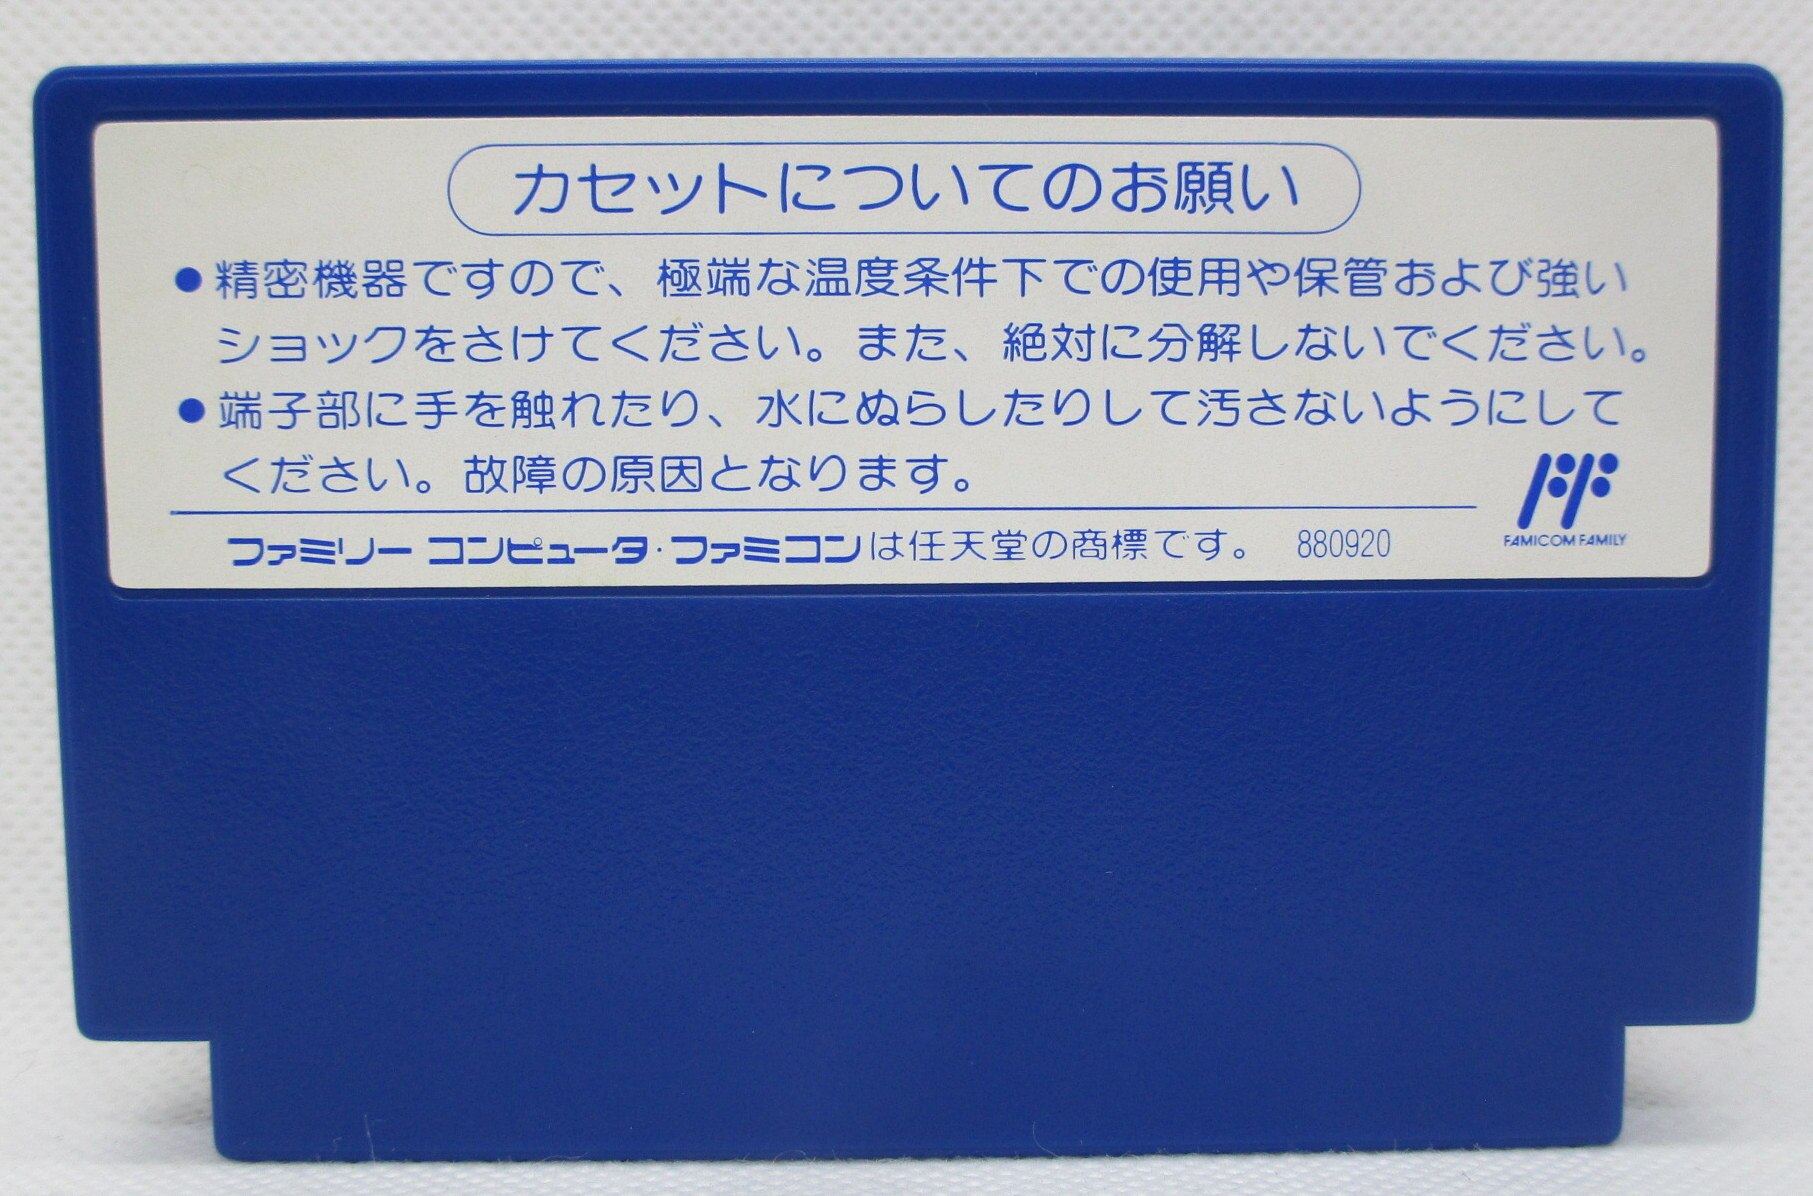 カセットについてのお願い
●精密機器ですので、極端な温度条件下での使用や保管および強い
ショックをさけてください。また、絶対に分解しないでください。
●端子部に手を触れたり、水にぬらしたりして汚さないようにして
ください。故障の原因となります。
ファミリーコンピュータ・ファミコンは任天堂の商標です。 880920
FAMICOM FAMILY